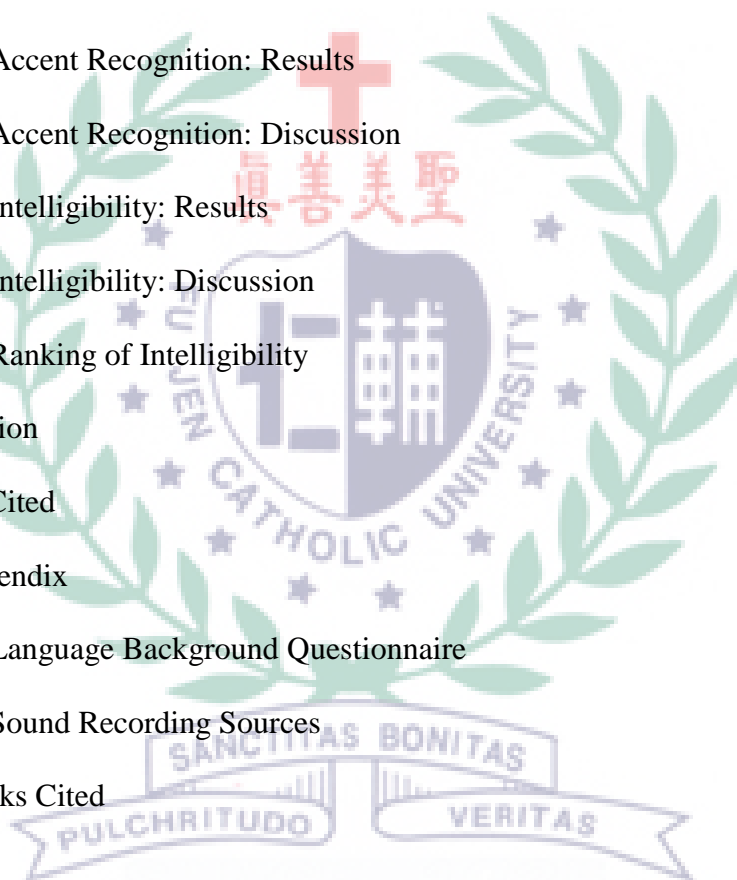 Accent Recognition: Results
Accent Recognition: Discussion
眞善美聖
ntelligibility: Results
ntelligibility: Discussion
Ranking of Intelligibility
ion
Cited
endix
Language Background Questionnaire
Sound Recording Sources
ks Cited
FU JEN CATHOLIC UNIVERSITY
SANCTITAS BONITAS
PULCHRITUDO VERITAS